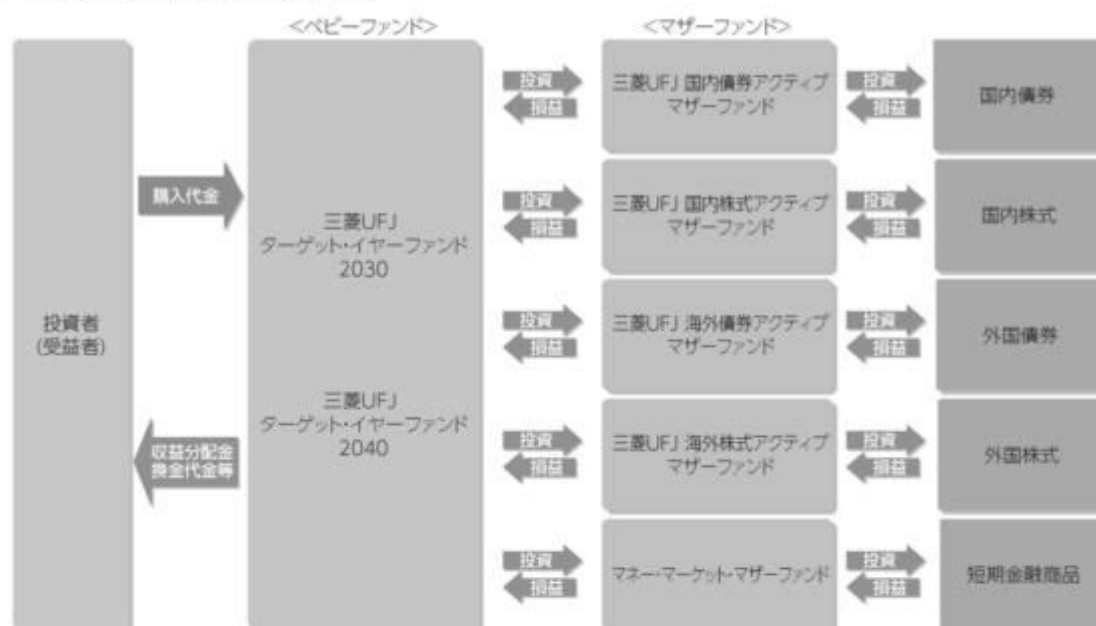 <ベビーファンド>
<マザーファンド>
投資者
(受益者)
購入代金
収益分配金
換金代金等
三菱UFJ
ターゲット・イヤーファンド
2030
三菱UFJ
ターゲット・イヤーファンド
2040
投資
損益
三菱UFJ 国内債券アクティブ
マザーファンド
投資
損益
国内債券
投資
損益
三菱UFJ 国内株式アクティブ
マザーファンド
投資
損益
国内株式
投資
損益
三菱UFJ 海外債券アクティブ
マザーファンド
投資
損益
外国債券
投資
損益
三菱UFJ 海外株式アクティブ
マザーファンド
投資
損益
外国株式
投資
損益
マネー・マーケット・マザーファンド
投資
損益
短期金融商品